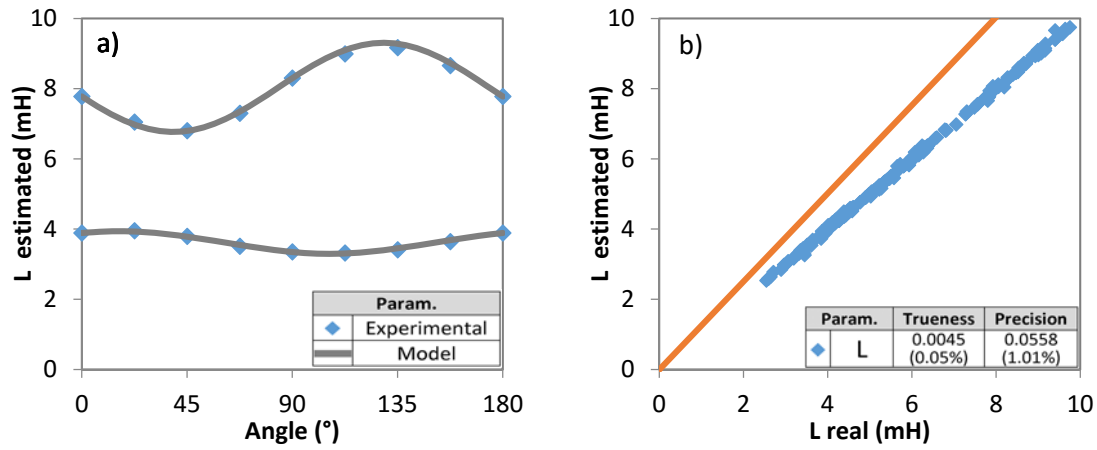 a)
L estimated (mH)
10
8
6
4
2
0
0 45 90 135 180
Angle (°)
Param.
Experimental
Model
b)
L estimated (mH)
10
8
6
4
2
0
0 2 4 6 8 10
L real (mH)
Param. Trueness Precision
L 0.0045 0.0558
(0.05%) (1.01%)